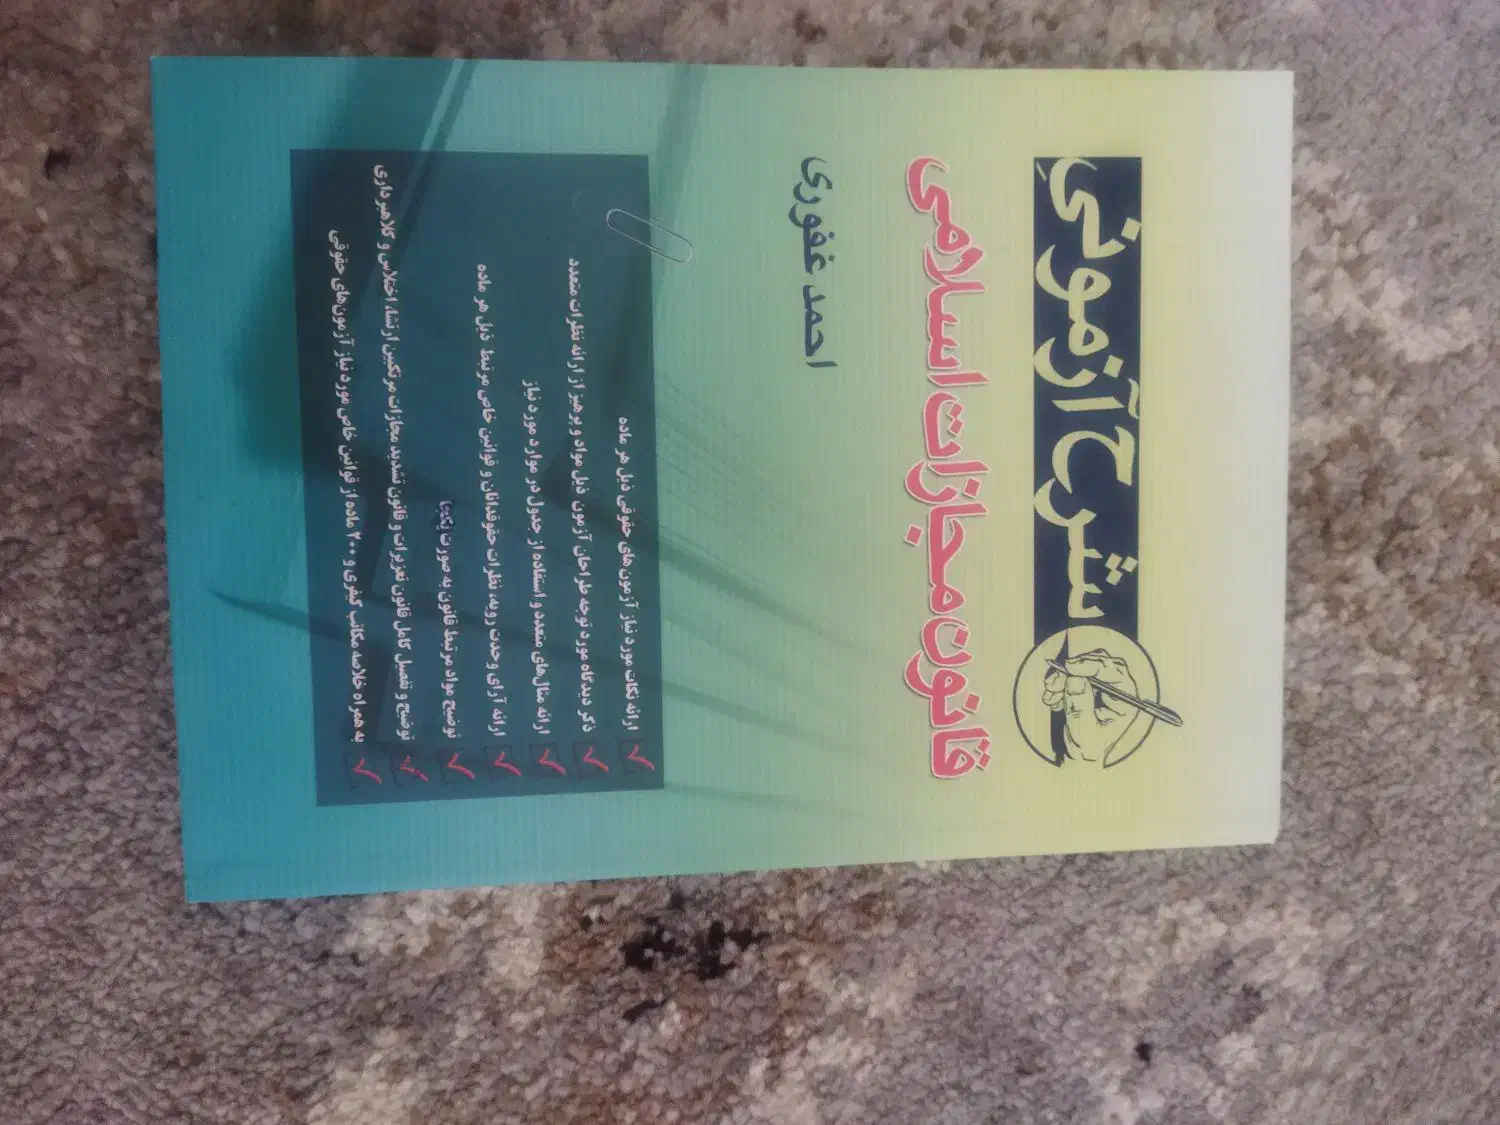 شرح آزمونیِ
قانون مجازات اسلامی
احمد غفوری
ارائه نکات مورد نیاز آزمون های حقوقی ذیل هر ماده
ذکر دیدگاه مورد توجه طراحان آزمون ذیل مواد و پرهیز از ارائه نظرات متعدد
ارائه مثال‌های متعدد و استفاده از جدول در موارد مورد نیاز
ارائه آرای وحدت رویه، نظرات حقوقدانان و قوانین خاص مرتبط ذیل هر ماده
توضیح مواد مرتبط قانون به صورت یکجا
توضیح و تفصیل کامل قانون تعزیرات و قانون تشدید مجازات مرتکبین ارتشا، اختلاس و کلاهبرداری
به همراه خلاصه مکاتب کیفری و ۲۰۰ ماده از قوانین خاص مورد نیاز آزمون‌های حقوقی